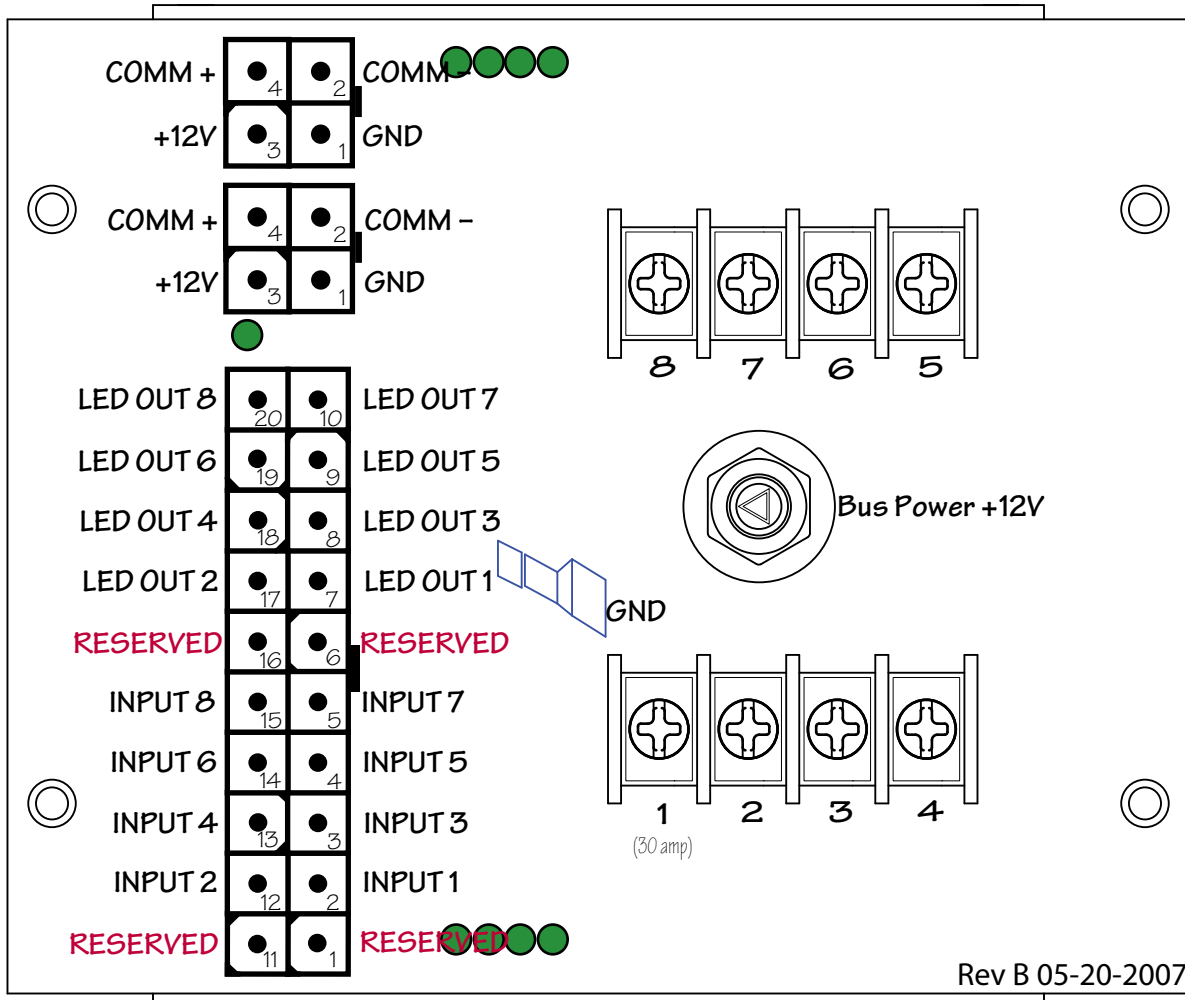 COMM + 4 2 COMM -
+12V 3 1 GND
COMM + 4 2 COMM -
+12V 3 1 GND
8 7 6 5
LED OUT 8 20 10 LED OUT 7
LED OUT 6 19 9 LED OUT 5
Bus Power +12V
LED OUT 4 18 8 LED OUT 3
LED OUT 2 17 7 LED OUT 1
GND
RESERVED 16 6 RESERVED
INPUT 8 15 5 INPUT 7
INPUT 6 14 4 INPUT 5
INPUT 4 13 3 INPUT 3
1 2 3 4
(30 amp)
INPUT 2 12 2 INPUT 1
RESERVED 11 1 RESERVED
Rev B 05-20-2007